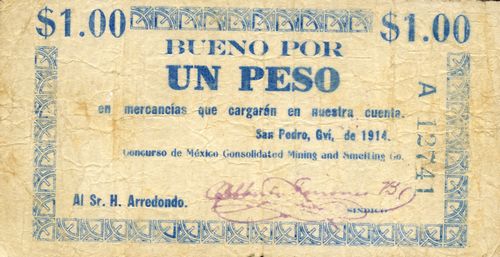 $1.00 $1.00
BUENO POR
UN PESO
en mercancías que cargarén en nuestra cuenta.
San Pedro, Gvi, de 1914.
Concurso de México Consolidated Mining and Smelting Co.
Al Sr. H. Arredondo.
SINDICO
A 12741